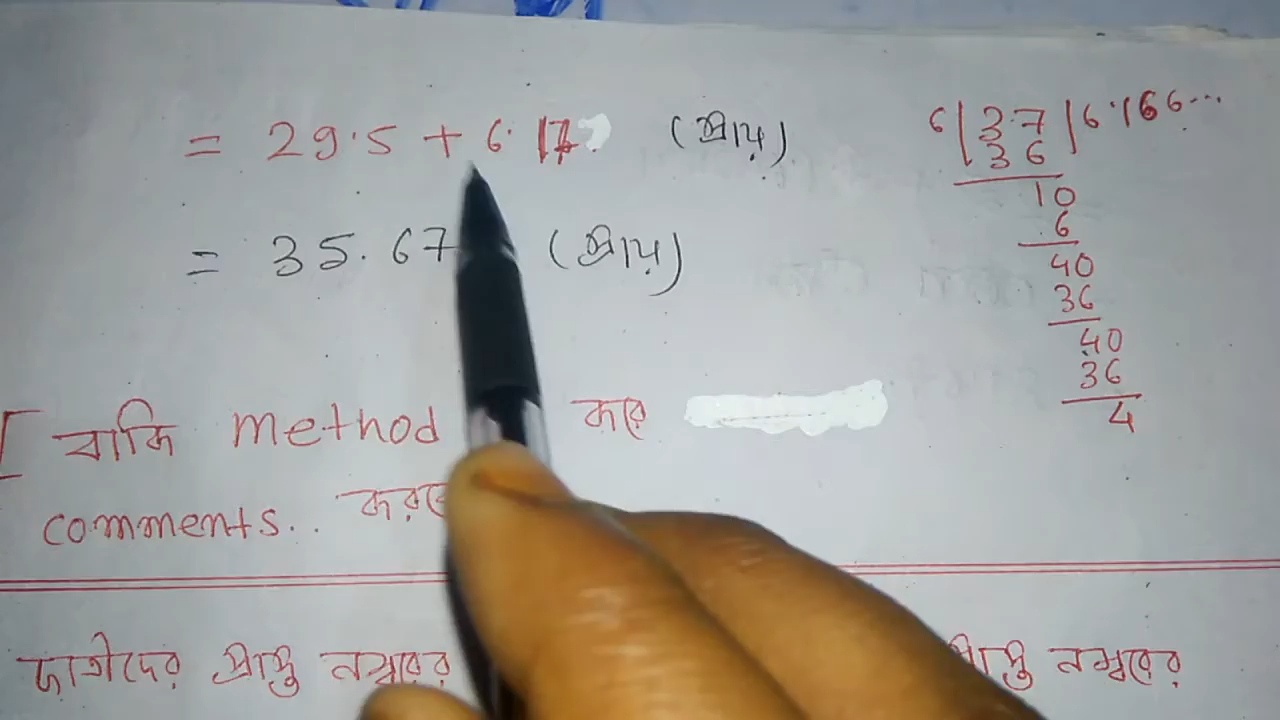 = 29.5 + 6.17 (প্রায়)
= 35.67 (প্রায়)
6)37(6.166...
36
10
6
40
36
40
36
4
[ বাকি method করে
comments..
প্রাপ্ত নম্বরের প্রাপ্ত নম্বরের